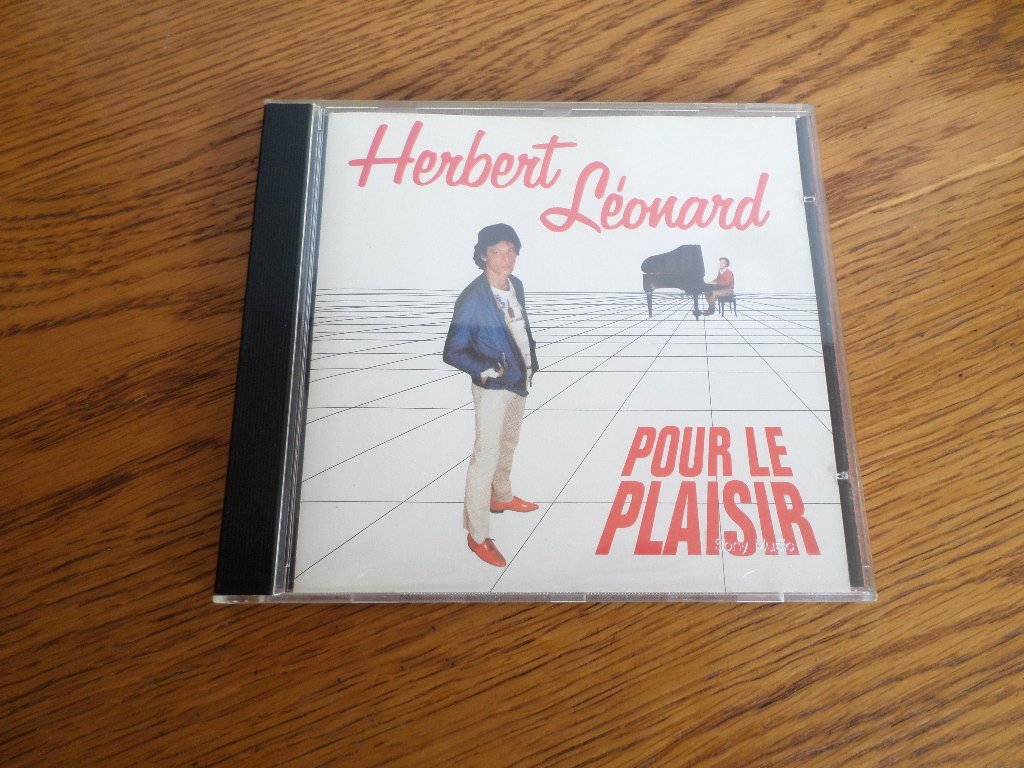 Herbert
Léonard
POUR LE
PLAISIR
Sony Music